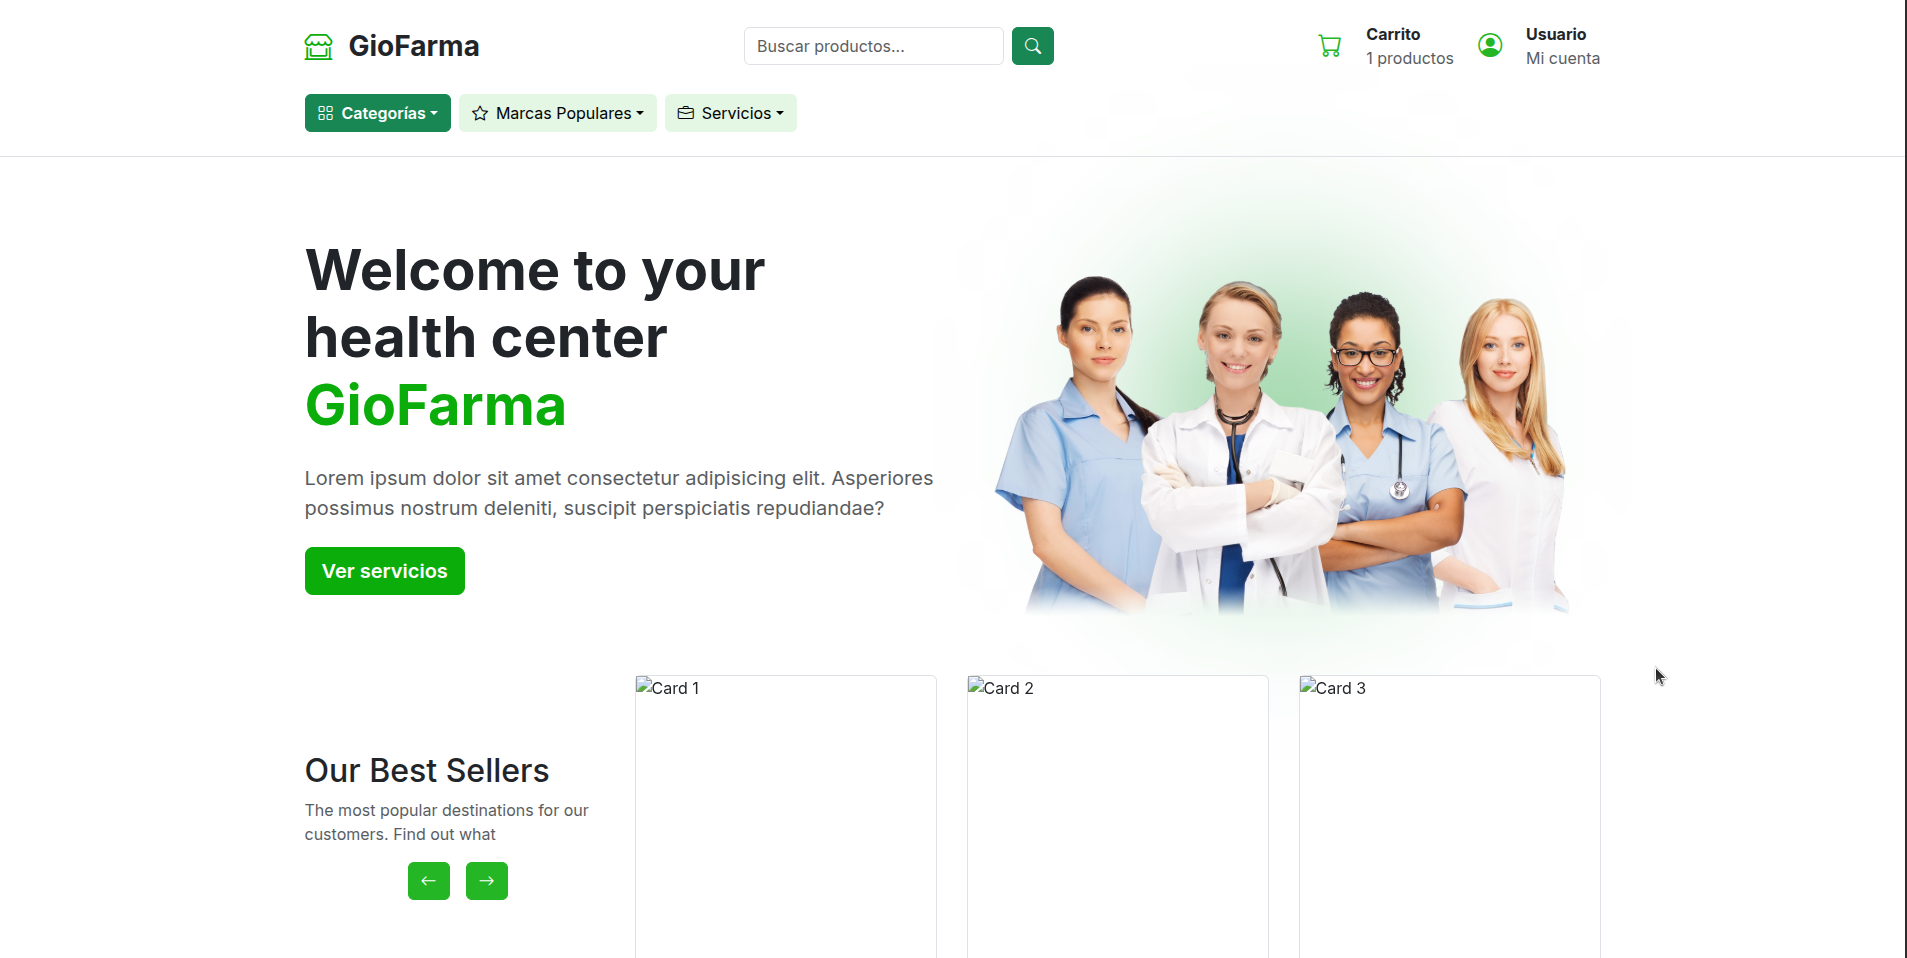 GioFarma
Buscar productos...
Carrito
1 productos
Usuario
Mi cuenta
Categorías
Marcas Populares
Servicios
Welcome to your
health center
GioFarma
Lorem ipsum dolor sit amet consectetur adipisicing elit. Asperiores
possimus nostrum deleniti, suscipit perspiciatis repudiandae?
Ver servicios
Our Best Sellers
The most popular destinations for our
customers. Find out what
Card 1
Card 2
Card 3